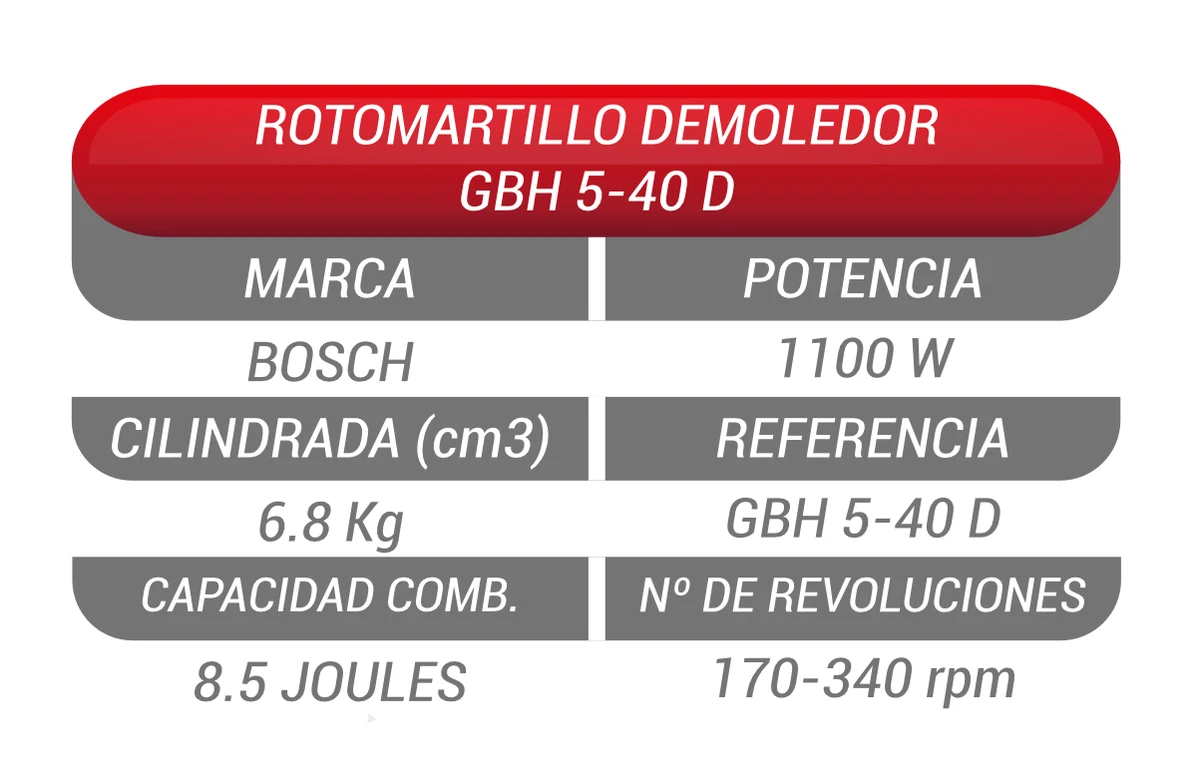 ROTOMARTILLO DEMOLEDOR
GBH 5-40 D
MARCA POTENCIA
BOSCH 1100 W
CILINDRADA (cm3) REFERENCIA
6.8 Kg GBH 5-40 D
CAPACIDAD COMB. Nº DE REVOLUCIONES
8.5 JOULES 170-340 rpm